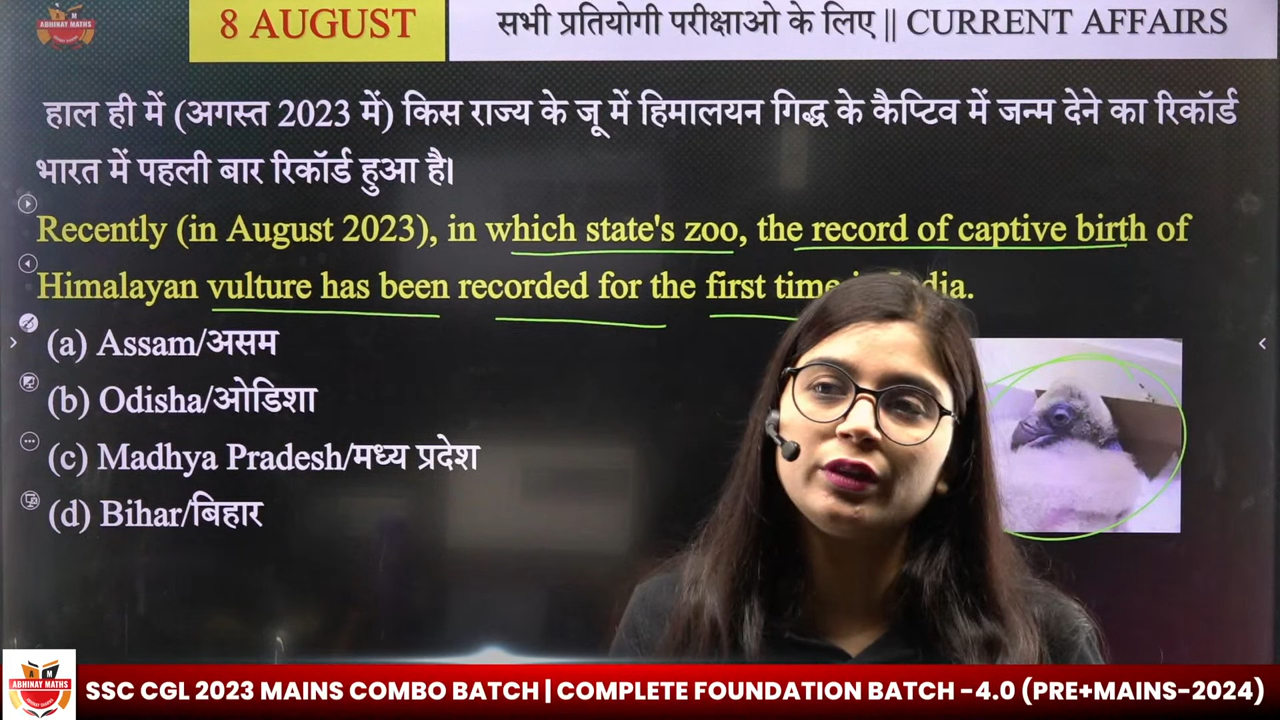 ABHINAY MATHS
8 AUGUST
सभी प्रतियोगी परीक्षाओ के लिए || CURRENT AFFAIRS
हाल ही में (अगस्त 2023 में) किस राज्य के जू में हिमालयन गिद्ध के कैप्टिव में जन्म देने का रिकॉर्ड
भारत में पहली बार रिकॉर्ड हुआ है।
Recently (in August 2023), in which state's zoo, the record of captive birth of
Himalayan vulture has been recorded for the first time
(a) Assam/असम
(b) Odisha/ओडिशा
(c) Madhya Pradesh/मध्य प्रदेश
(d) Bihar/बिहार
A M
ABHINAY MATHS
SSC CGL 2023 MAINS COMBO BATCH | COMPLETE FOUNDATION BATCH -4.0 (PRE+MAINS-2024)